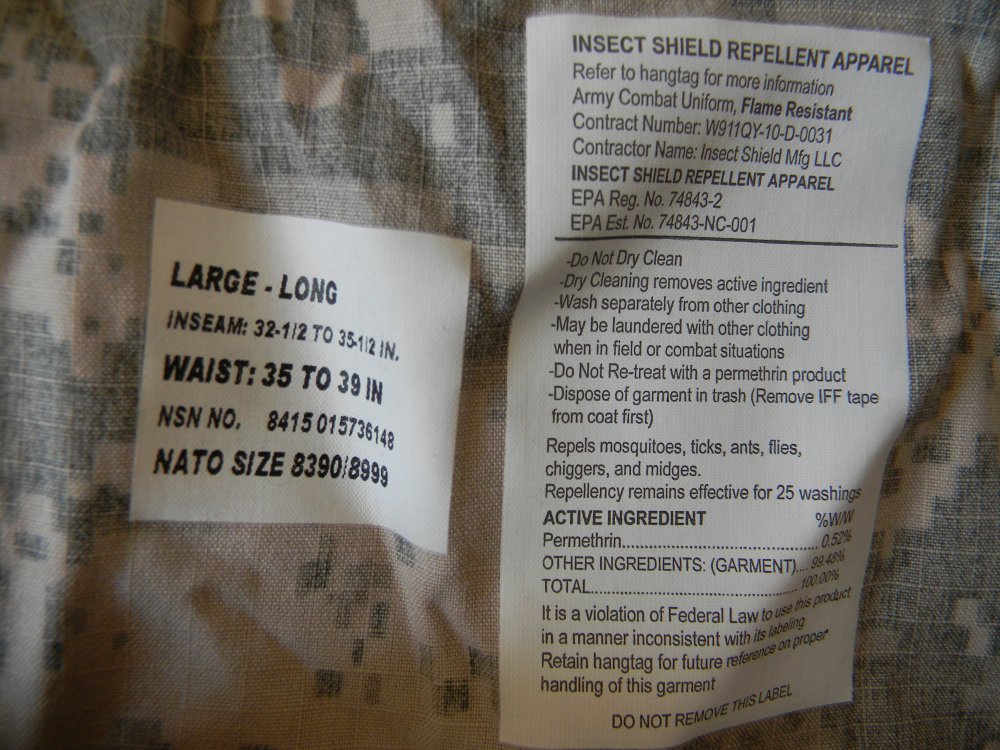 LARGE - LONG
INSEAM: 32-1/2 TO 35-1/2 IN.
WAIST: 35 TO 39 IN
NSN NO. 8415 015736148
NATO SIZE 8390/8999
INSECT SHIELD REPELLENT APPAREL
Refer to hangtag for more information
Army Combat Uniform, Flame Resistant
Contract Number: W911QY-10-D-0031
Contractor Name: Insect Shield Mfg LLC
INSECT SHIELD REPELLENT APPAREL
EPA Reg. No. 74843-2
EPA Est. No. 74843-NC-001
-Do Not Dry Clean
-Dry Cleaning removes active ingredient
-Wash separately from other clothing
-May be laundered with other clothing
when in field or combat situations
-Do Not Re-treat with a permethrin product
-Dispose of garment in trash (Remove IFF tape
from coat first)
Repels mosquitoes, ticks, ants, flies,
chiggers, and midges.
Repellency remains effective for 25 washings
ACTIVE INGREDIENT %W/W
Permethrin.......................................... 0.52%
OTHER INGREDIENTS: (GARMENT).... 99.48%
TOTAL.................................................. 100.00%
It is a violation of Federal Law to use this product
in a manner inconsistent with its labeling
Retain hangtag for future reference on proper
handling of this garment
DO NOT REMOVE THIS LABEL